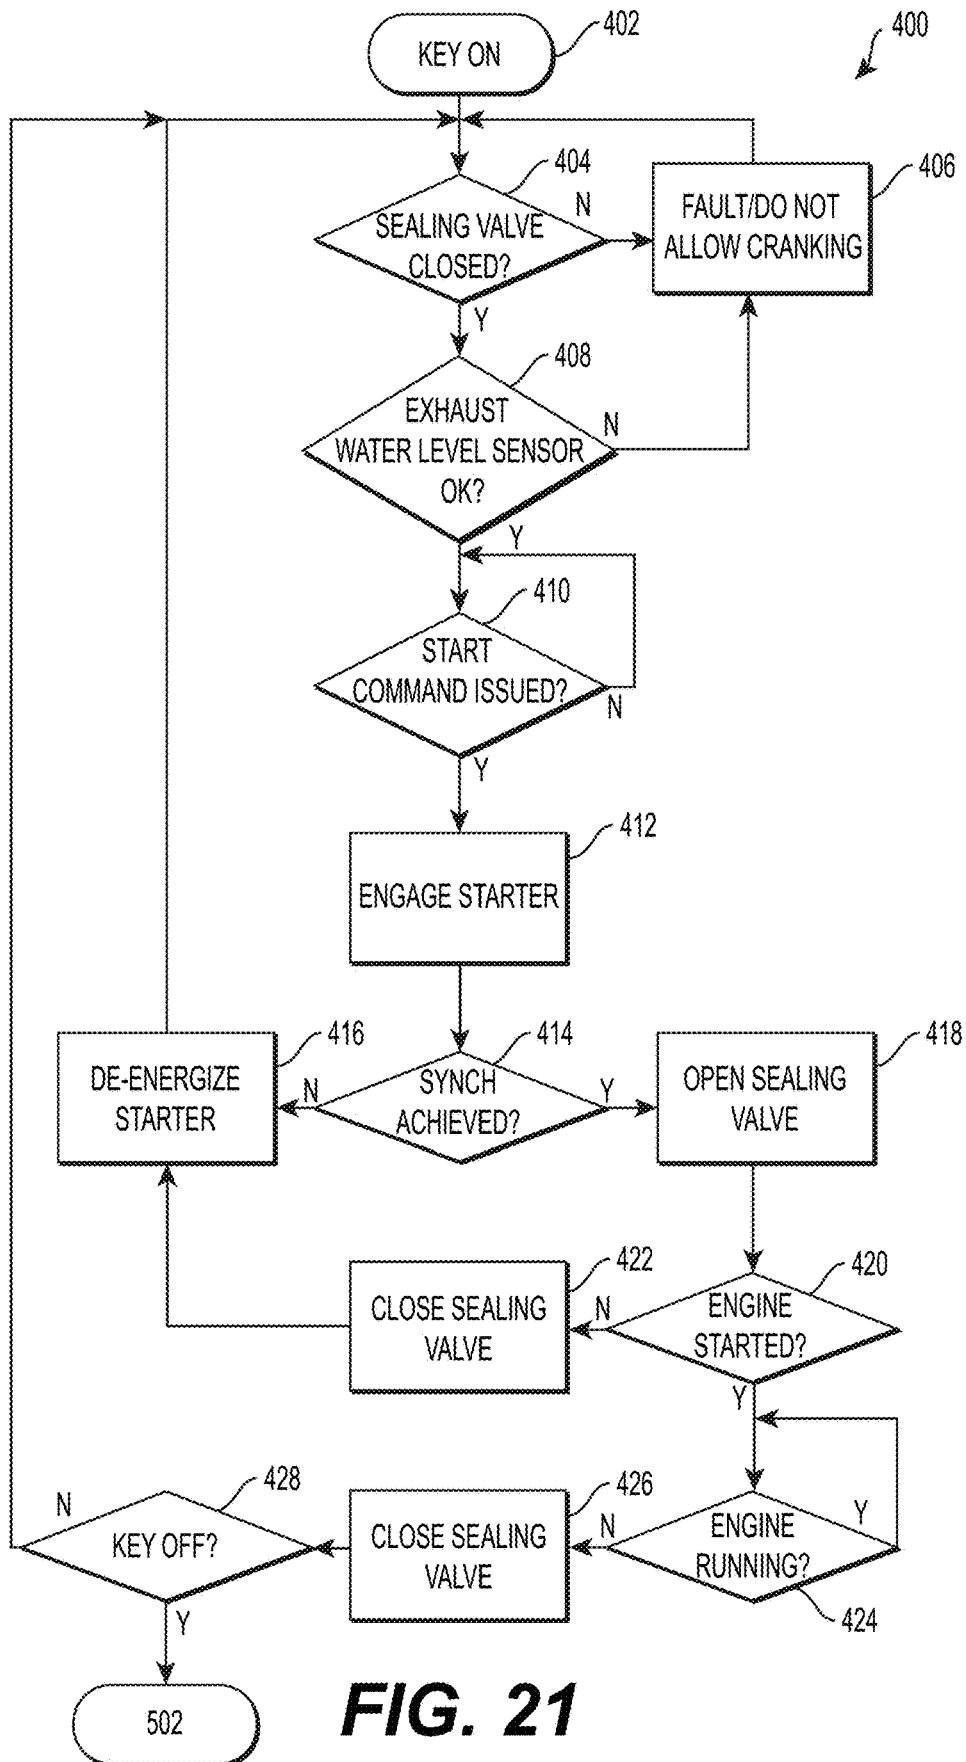 KEY ON
402
400
404
SEALING VALVE
CLOSED?
N
Y
406
FAULT/DO NOT
ALLOW CRANKING
408
EXHAUST
WATER LEVEL SENSOR
OK?
N
Y
410
START
COMMAND ISSUED?
N
Y
412
ENGAGE STARTER
416
DE-ENERGIZE
STARTER
414
N
SYNCH
ACHIEVED?
Y
418
OPEN SEALING
VALVE
422
CLOSE SEALING
VALVE
420
N
ENGINE
STARTED?
Y
428
N
KEY OFF?
Y
426
CLOSE SEALING
VALVE
N
ENGINE
RUNNING?
Y
424
502
FIG. 21